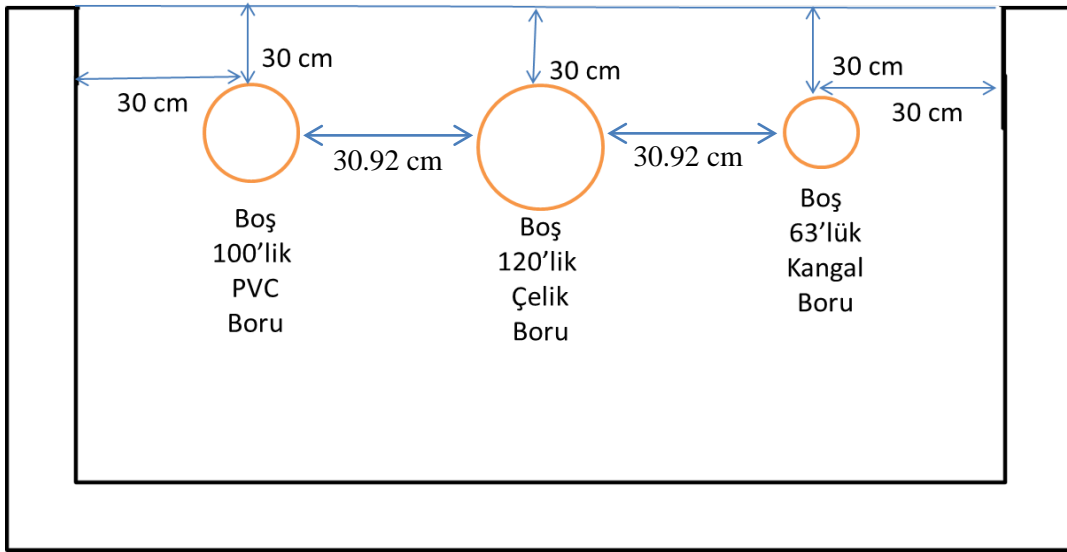 30 cm
30 cm
30 cm
30 cm
30 cm
30.92 cm
30.92 cm
Boş
100’lik
PVC
Boru
Boş
120’lik
Çelik
Boru
Boş
63’lük
Kangal
Boru